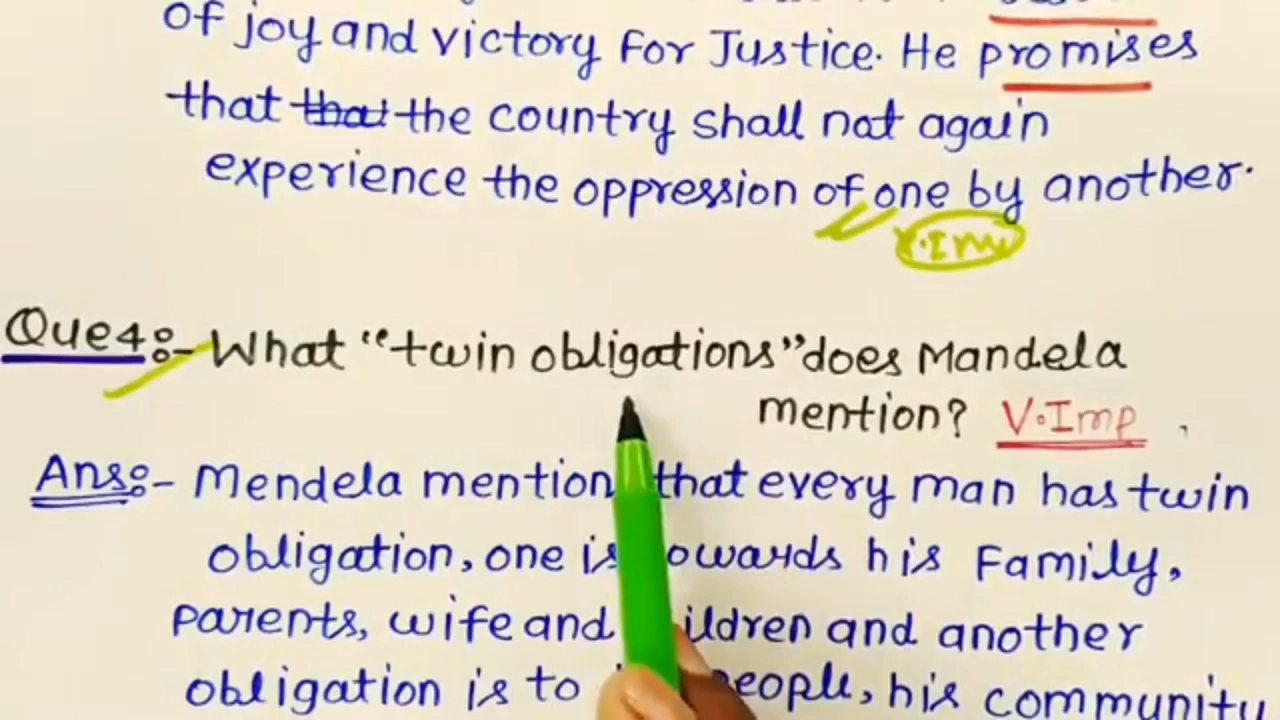 of joy and victory for Justice. He promises
that that the country shall not again
experience the oppression of one by another.
v.Imp
Que4:- What "twin obligations" does Mandela
mention? V.Imp
Ans:- Mendela mention that every man has twin
obligation, one is owards his Family,
parents, wife and ildren and another
obligation is to eople, his community